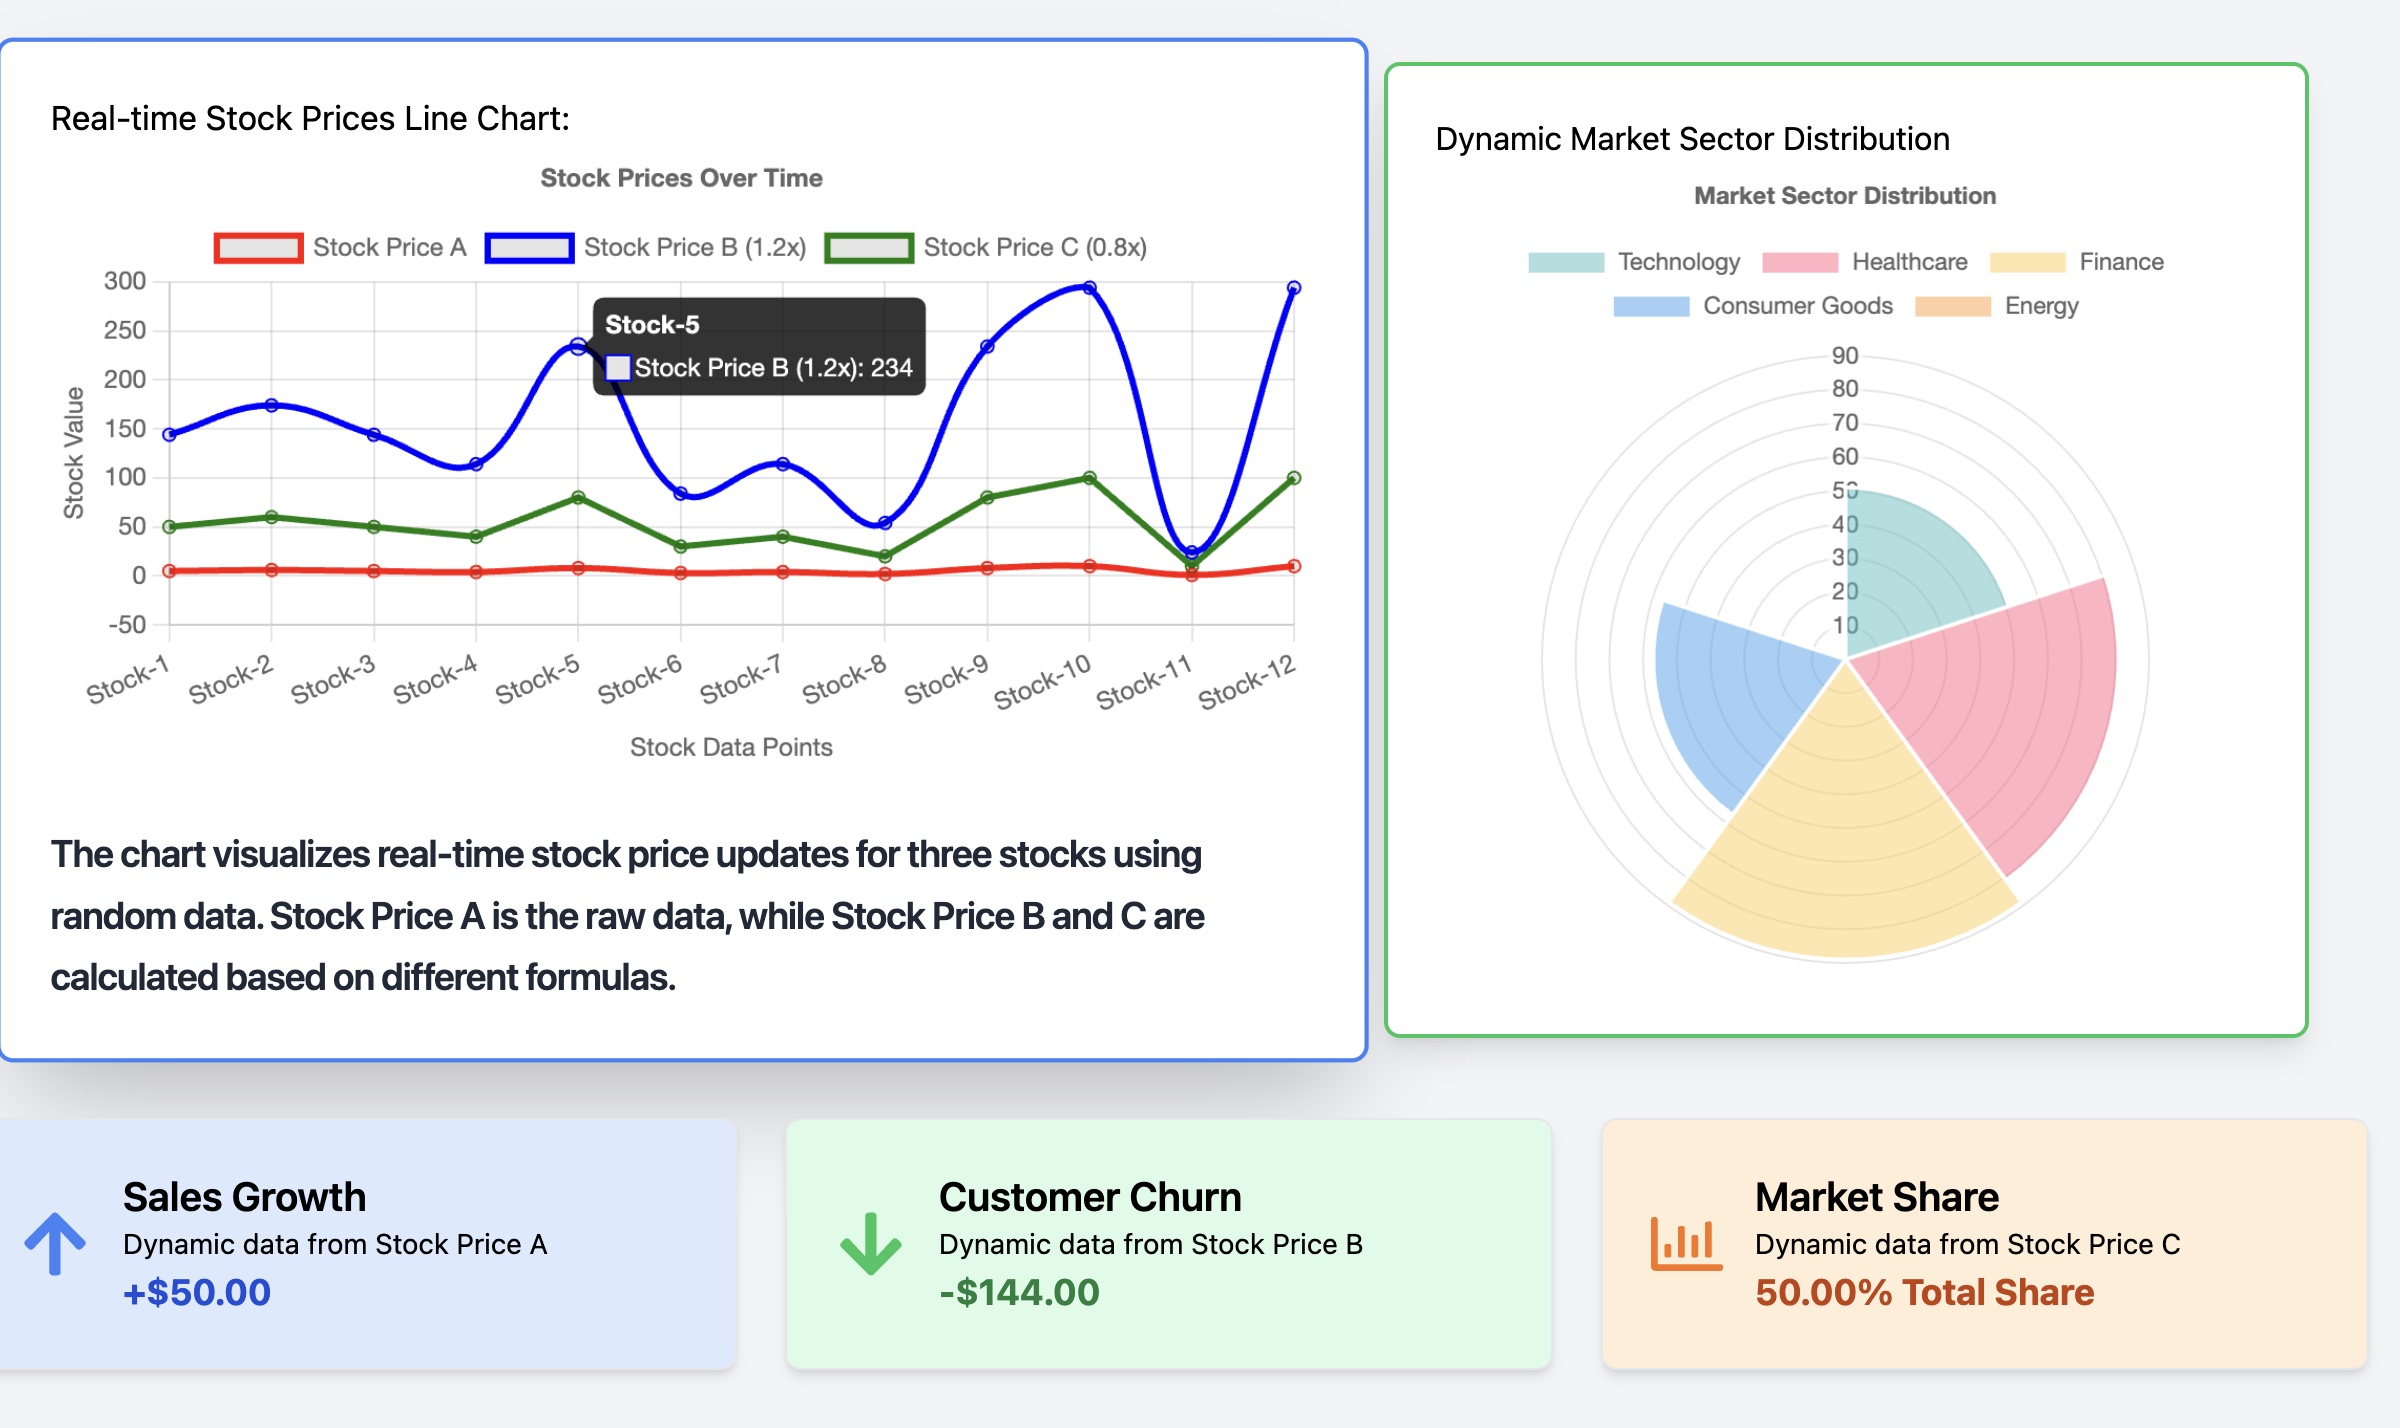 Real-time Stock Prices Line Chart:
Stock Prices Over Time
Stock Price A Stock Price B (1.2x) Stock Price C (0.8x)
300
250
200
150
100
50
0
-50
Stock Value
Stock-5
Stock Price B (1.2x): 234
Stock-1 Stock-2 Stock-3 Stock-4 Stock-5 Stock-6 Stock-7 Stock-8 Stock-9 Stock-10 Stock-11 Stock-12
Stock Data Points
The chart visualizes real-time stock price updates for three stocks using
random data. Stock Price A is the raw data, while Stock Price B and C are
calculated based on different formulas.
Dynamic Market Sector Distribution
Market Sector Distribution
Technology Healthcare Finance
Consumer Goods Energy
90
80
70
60
50
40
30
20
10
Sales Growth
Dynamic data from Stock Price A
+$50.00
Customer Churn
Dynamic data from Stock Price B
-$144.00
Market Share
Dynamic data from Stock Price C
50.00% Total Share